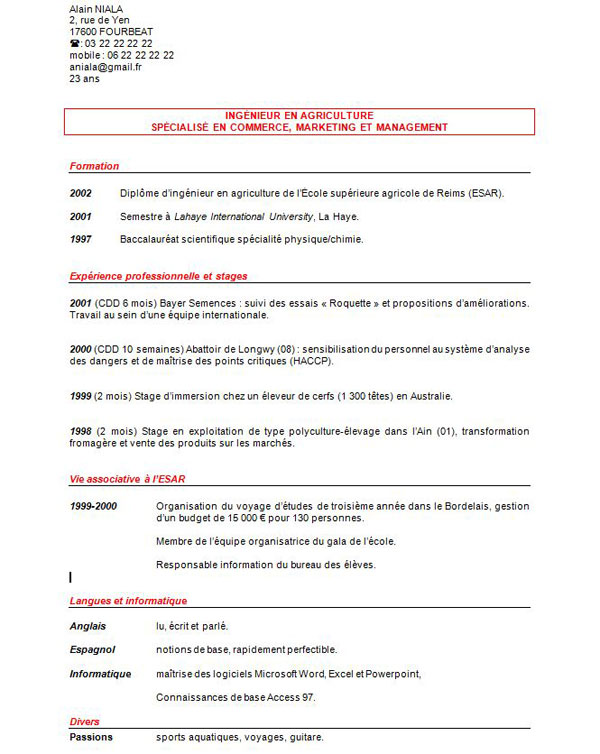 Alain NIALA
2, rue de Yen
17600 FOURBEAT
☎: 03 22 22 22 22
mobile : 06 22 22 22 22
aniala@gmail.fr
23 ans
INGÉNIEUR EN AGRICULTURE
SPÉCIALISÉ EN COMMERCE, MARKETING ET MANAGEMENT
Formation
2002 Diplôme d'ingénieur en agriculture de l'École supérieure agricole de Reims (ESAR).
2001 Semestre à Lahaye International University, La Haye.
1997 Baccalauréat scientifique spécialité physique/chimie.
Expérience professionnelle et stages
2001 (CDD 6 mois) Bayer Semences : suivi des essais « Roquette » et propositions d'améliorations.
Travail au sein d'une équipe internationale.
2000 (CDD 10 semaines) Abattoir de Longwy (08) : sensibilisation du personnel au système d'analyse
des dangers et de maîtrise des points critiques (HACCP).
1999 (2 mois) Stage d'immersion chez un éleveur de cerfs (1 300 têtes) en Australie.
1998 (2 mois) Stage en exploitation de type polyculture-élevage dans l'Ain (01), transformation
fromagère et vente des produits sur les marchés.
Vie associative à l'ESAR
1999-2000 Organisation du voyage d'études de troisième année dans le Bordelais, gestion
d'un budget de 15 000 € pour 130 personnes.
Membre de l'équipe organisatrice du gala de l'école.
Responsable information du bureau des élèves.
Langues et informatique
Anglais lu, écrit et parlé.
Espagnol notions de base, rapidement perfectible.
Informatique maîtrise des logiciels Microsoft Word, Excel et Powerpoint,
Connaissances de base Access 97.
Divers
Passions sports aquatiques, voyages, guitare.